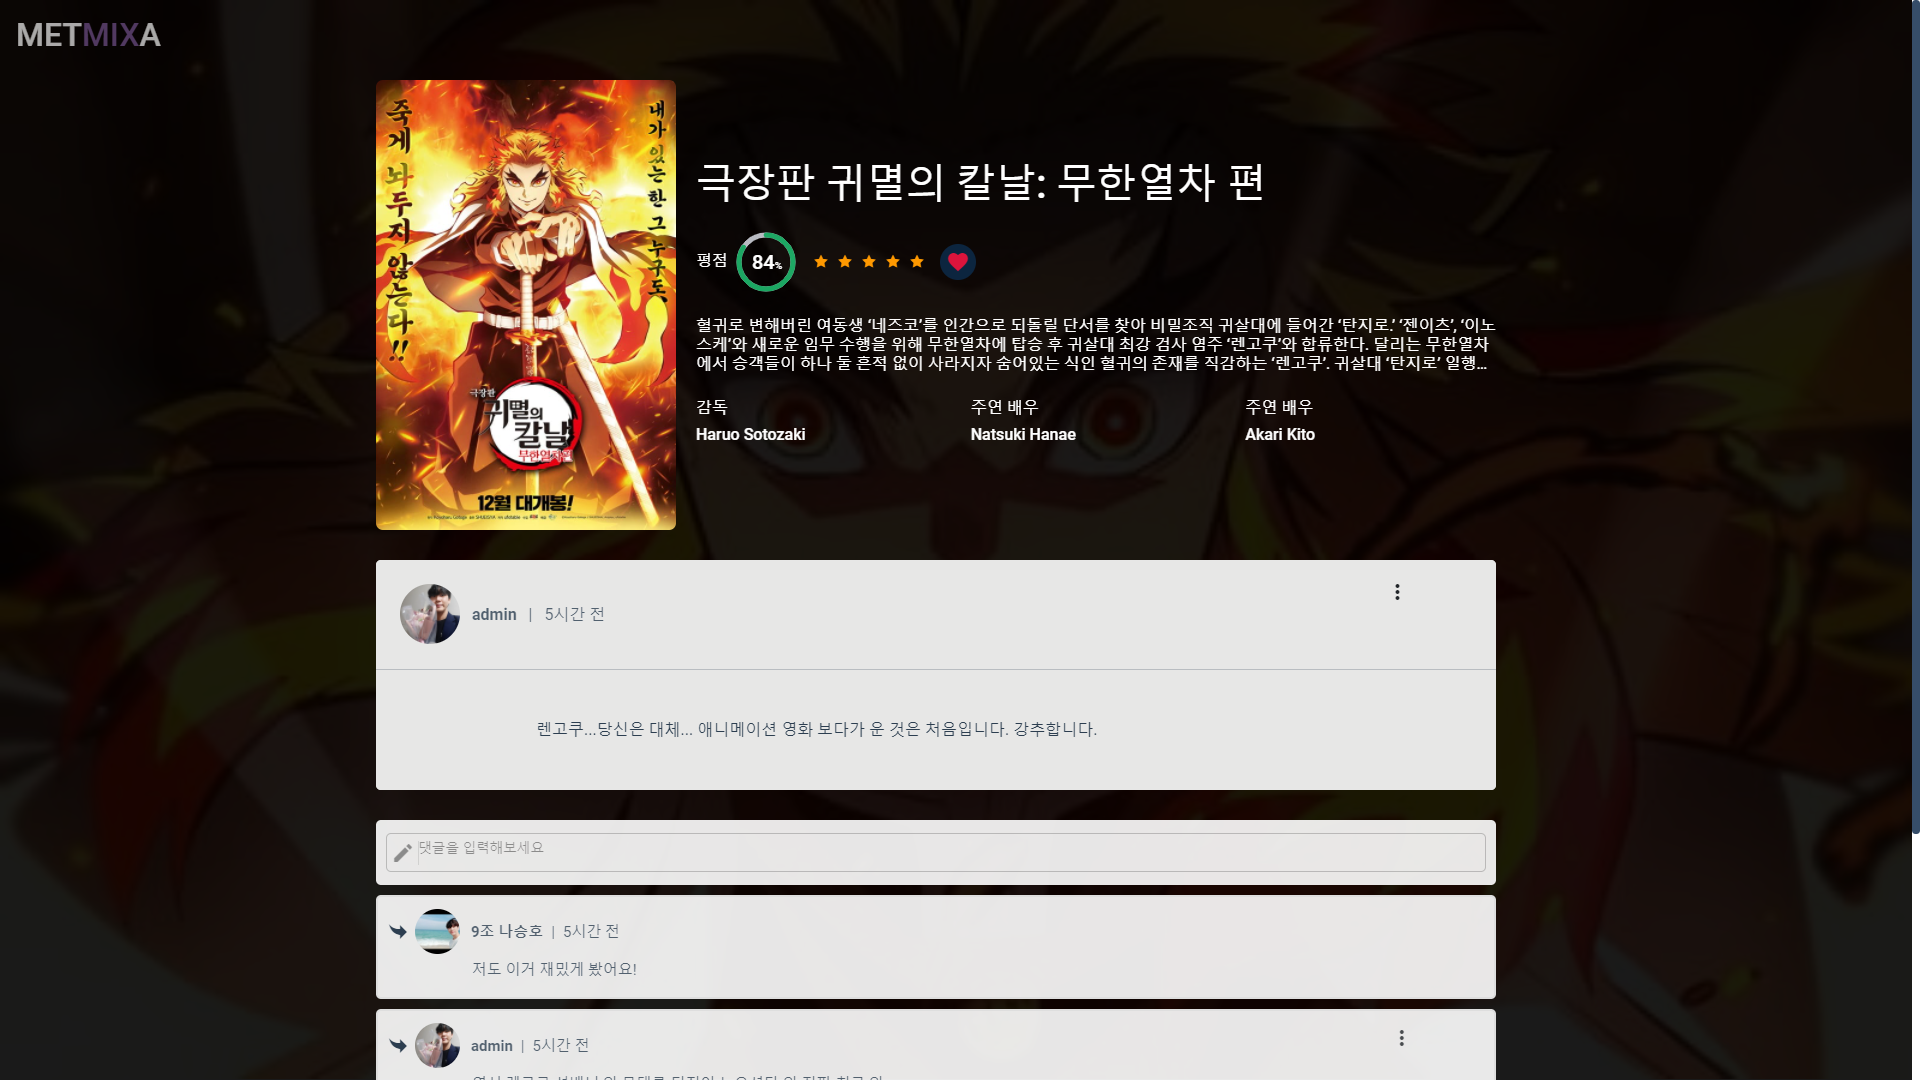 METMIXA
죽게 놔두지 않는다!!
내가 있는 한 그 누구도,
극장판
귀멸의
칼날
무한열차편
12월 대개봉!
극장판 귀멸의 칼날: 무한열차 편
평점 84%
혈귀로 변해버린 여동생 ‘네즈코’를 인간으로 되돌릴 단서를 찾아 비밀조직 귀살대에 들어간 ‘탄지로.’ ‘젠이츠’, ‘이노
스케’와 새로운 임무 수행을 위해 무한열차에 탑승 후 귀살대 최강 검사 염주 ‘렌고쿠’와 합류한다. 달리는 무한열차
에서 승객들이 하나 둘 흔적 없이 사라지자 숨어있는 식인 혈귀의 존재를 직감하는 ‘렌고쿠’. 귀살대 ‘탄지로’ 일행...
감독 주연 배우 주연 배우
Haruo Sotozaki Natsuki Hanae Akari Kito
admin | 5시간 전
렌고쿠...당신은 대체... 애니메이션 영화 보다가 운 것은 처음입니다. 강추합니다.
댓글을 입력해보세요
9조 나승호 | 5시간 전
저도 이거 재밌게 봤어요!
admin | 5시간 전